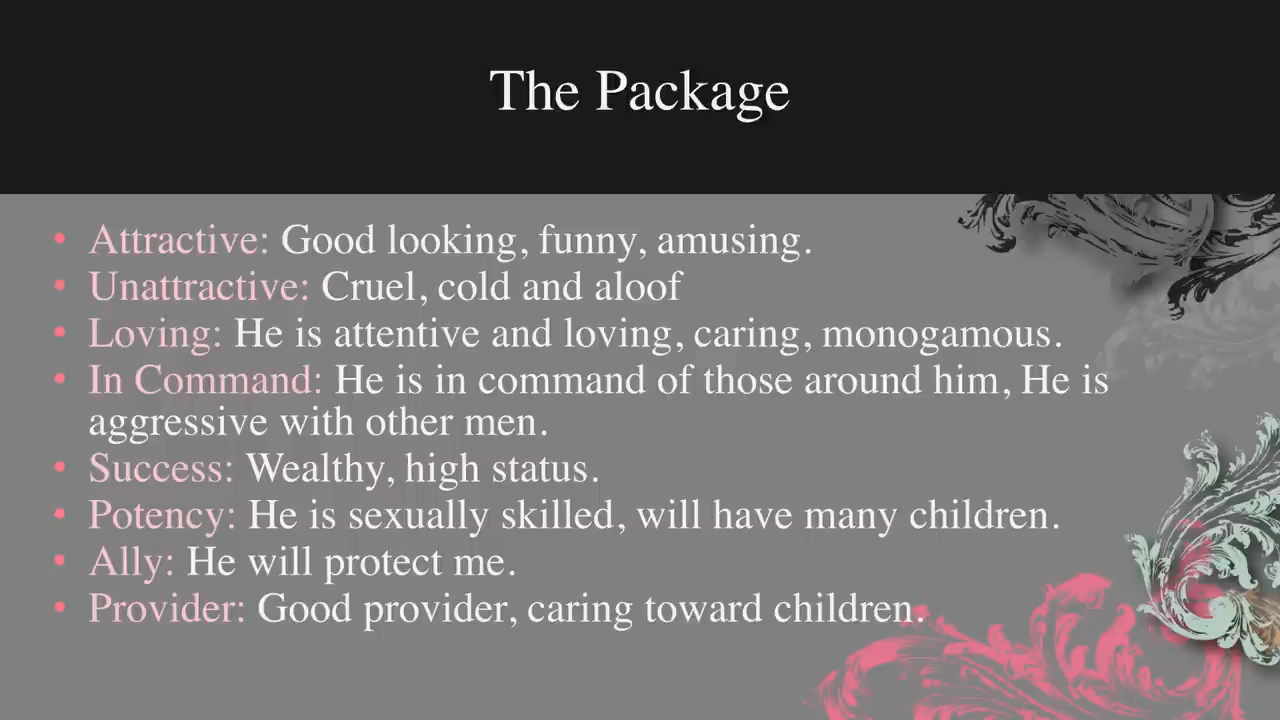 The Package
• Attractive: Good looking, funny, amusing.
• Unattractive: Cruel, cold and aloof
• Loving: He is attentive and loving, caring, monogamous.
• In Command: He is in command of those around him, He is
aggressive with other men.
• Success: Wealthy, high status.
• Potency: He is sexually skilled, will have many children.
• Ally: He will protect me.
• Provider: Good provider, caring toward children.